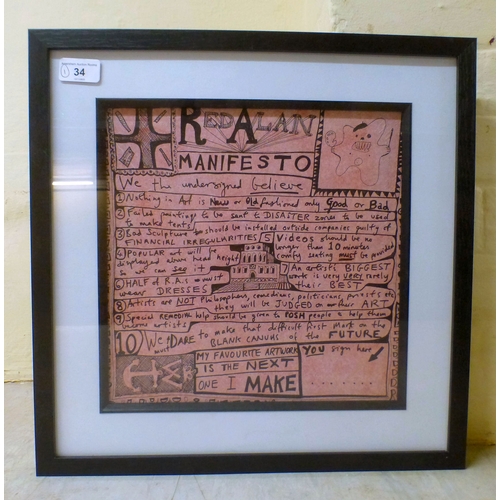 34
RED ALAN
MANIFESTO
We the undersigned believe
1 Nothing in Art is New or Old fashioned only Good or Bad
2 Failed paintings to be sent to DISASTER zones to be used
to make tents
3 Bad Sculpture should be installed outside companies guilty of
FINANCIAL IRREGULARITIES
4 POPULAR art will be
displayed above head height
so we can see it
5 VIDEOS should be no
longer than 10 minutes
comfy seating must be provided
6 HALF of R.A.s must
wear DRESSES
7 An artists BIGGEST
work is very very rarely
their BEST
8 Artists are NOT Philosophers, comedians, politicians, priests etc
they will be JUDGED on their ART
9 Special REMEDIAL help should be given to POSH people & help them
become artists
10 We must DARE to make that difficult first mark on the
BLANK CANVAS of the FUTURE
MY FAVOURITE ARTWORK
IS THE NEXT
ONE I MAKE
YOU sign here